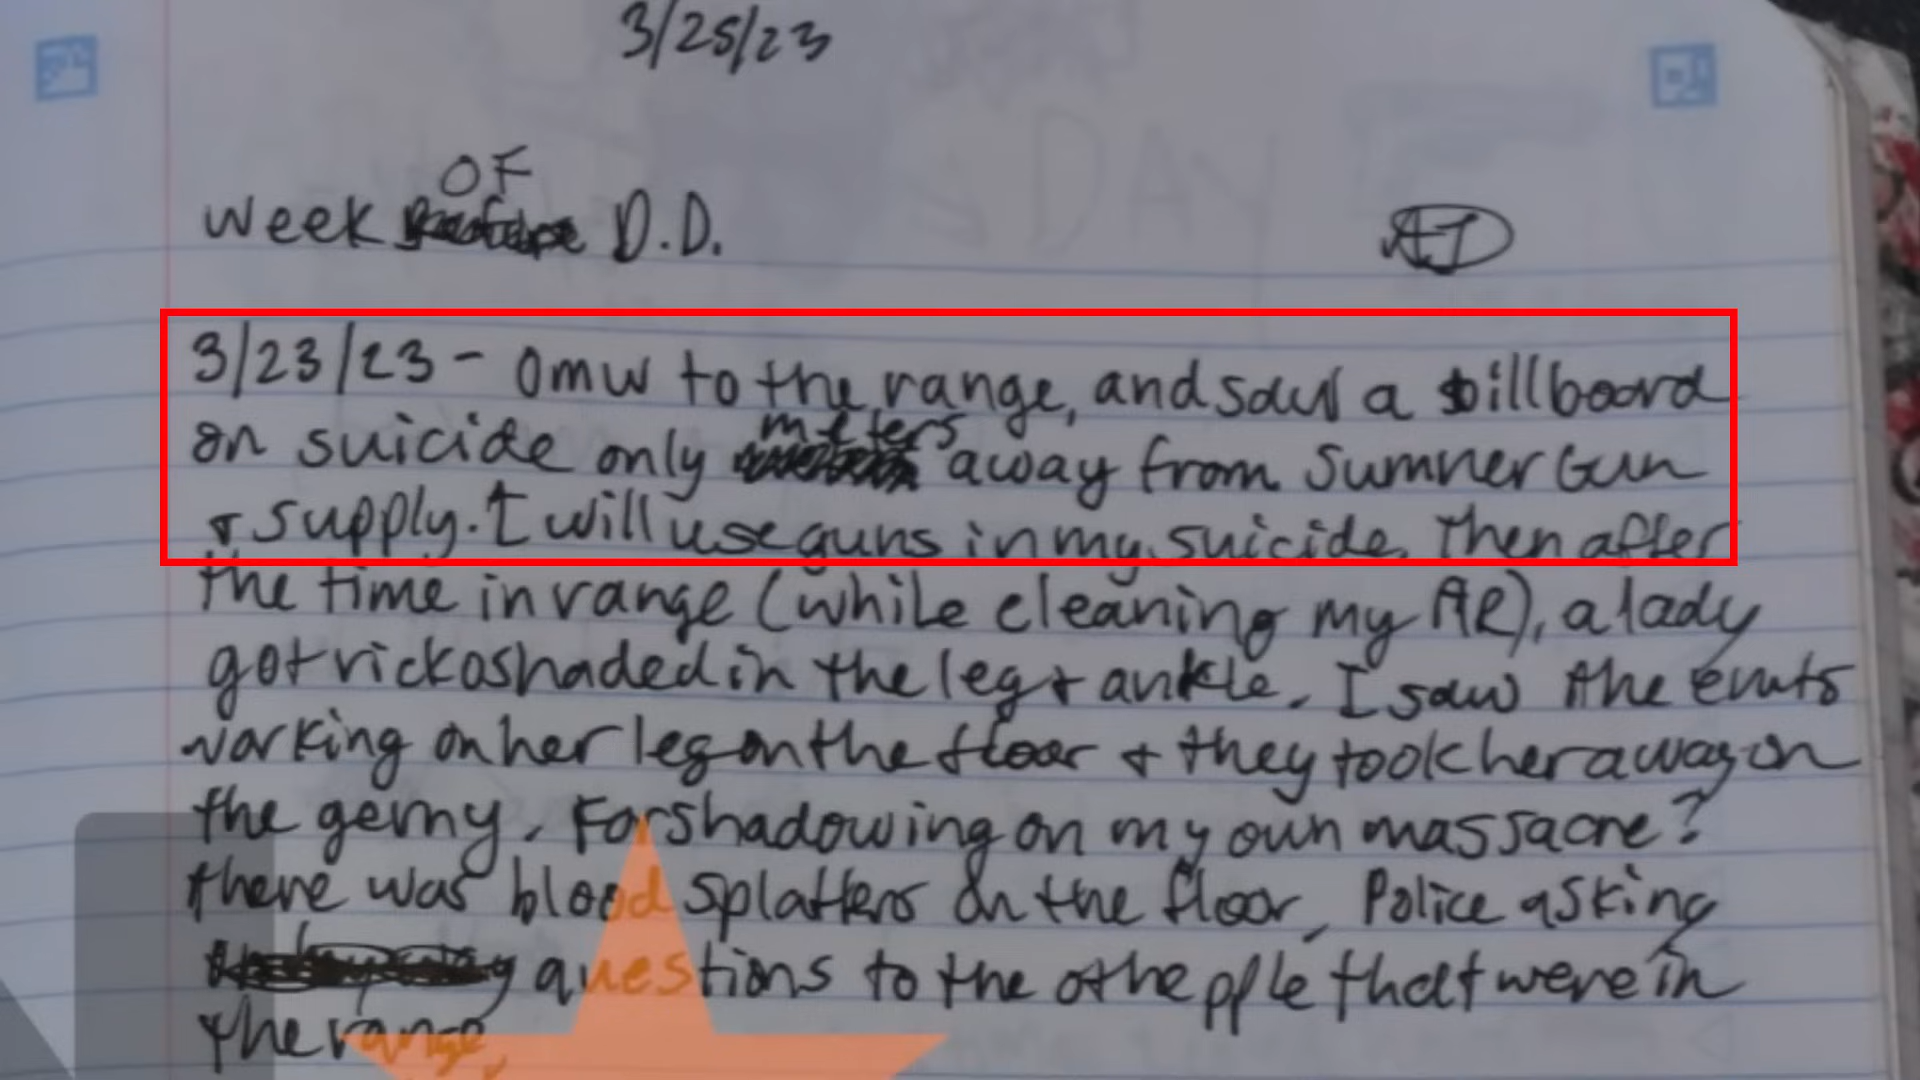 3/25/23
OF
week D.D.
AJD
3/23/23 - Omw to the range, and saw a billboard
on suicide only meters away from Sumner Gun
+ Supply. I will use guns in my suicide, Then after
the time in range (while cleaning my AR), a lady
got rickoshaded in the leg + ankle. I saw the emts
working on her leg on the floor + they took her away on
the gerny. Forshadowing on my own massacre?
there was blood splatters on the floor, Police asking
questions to the othe pple that were in
the range,